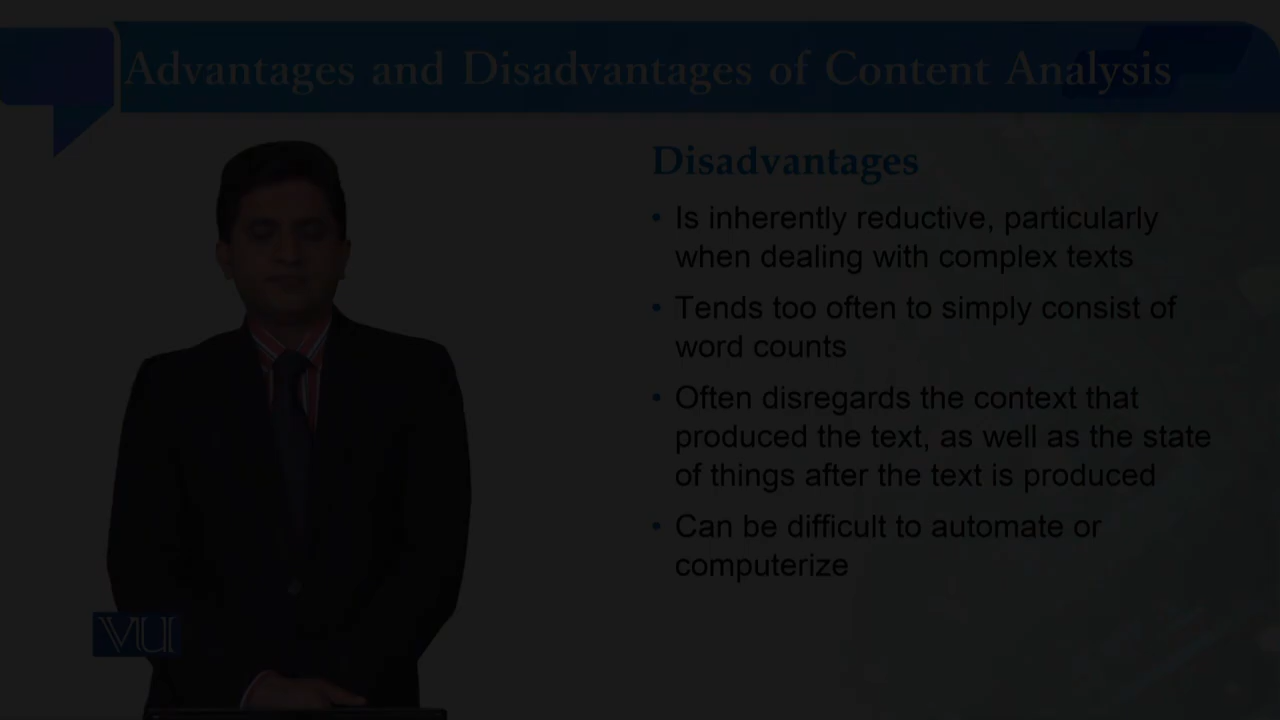 Advantages and Disadvantages of Content Analysis
Disadvantages
• Is inherently reductive, particularly
when dealing with complex texts
• Tends too often to simply consist of
word counts
• Often disregards the context that
produced the text, as well as the state
of things after the text is produced
• Can be difficult to automate or
computerize
VU